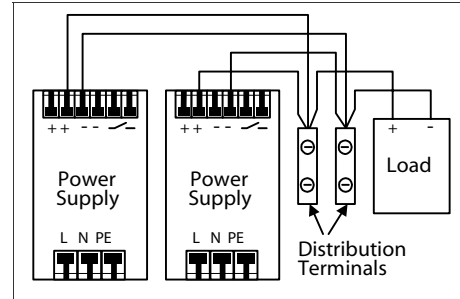 + + - -
+ + - -
+ -
Power
Supply
Power
Supply
Load
L N PE
L N PE
Distribution
Terminals